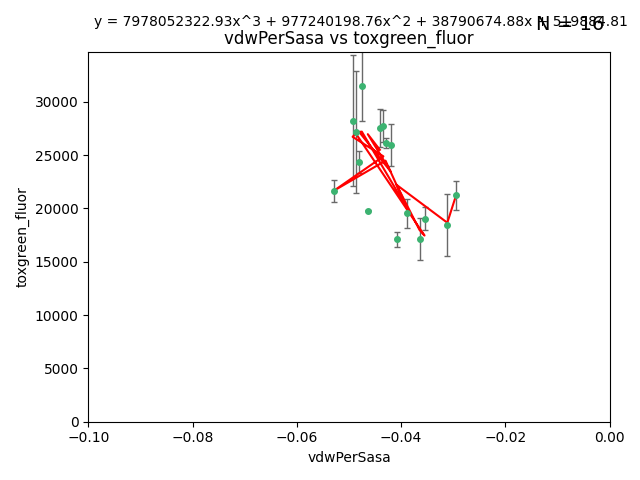 y = 7978052322.93x^3 + 977240198.76x^2 + 38790674.88x + 519884.81
N = 16
vdwPerSasa vs toxgreen_fluor
30000
25000
20000
15000
10000
5000
0
toxgreen_fluor
−0.10
−0.08
−0.06
−0.04
−0.02
0.00
vdwPerSasa